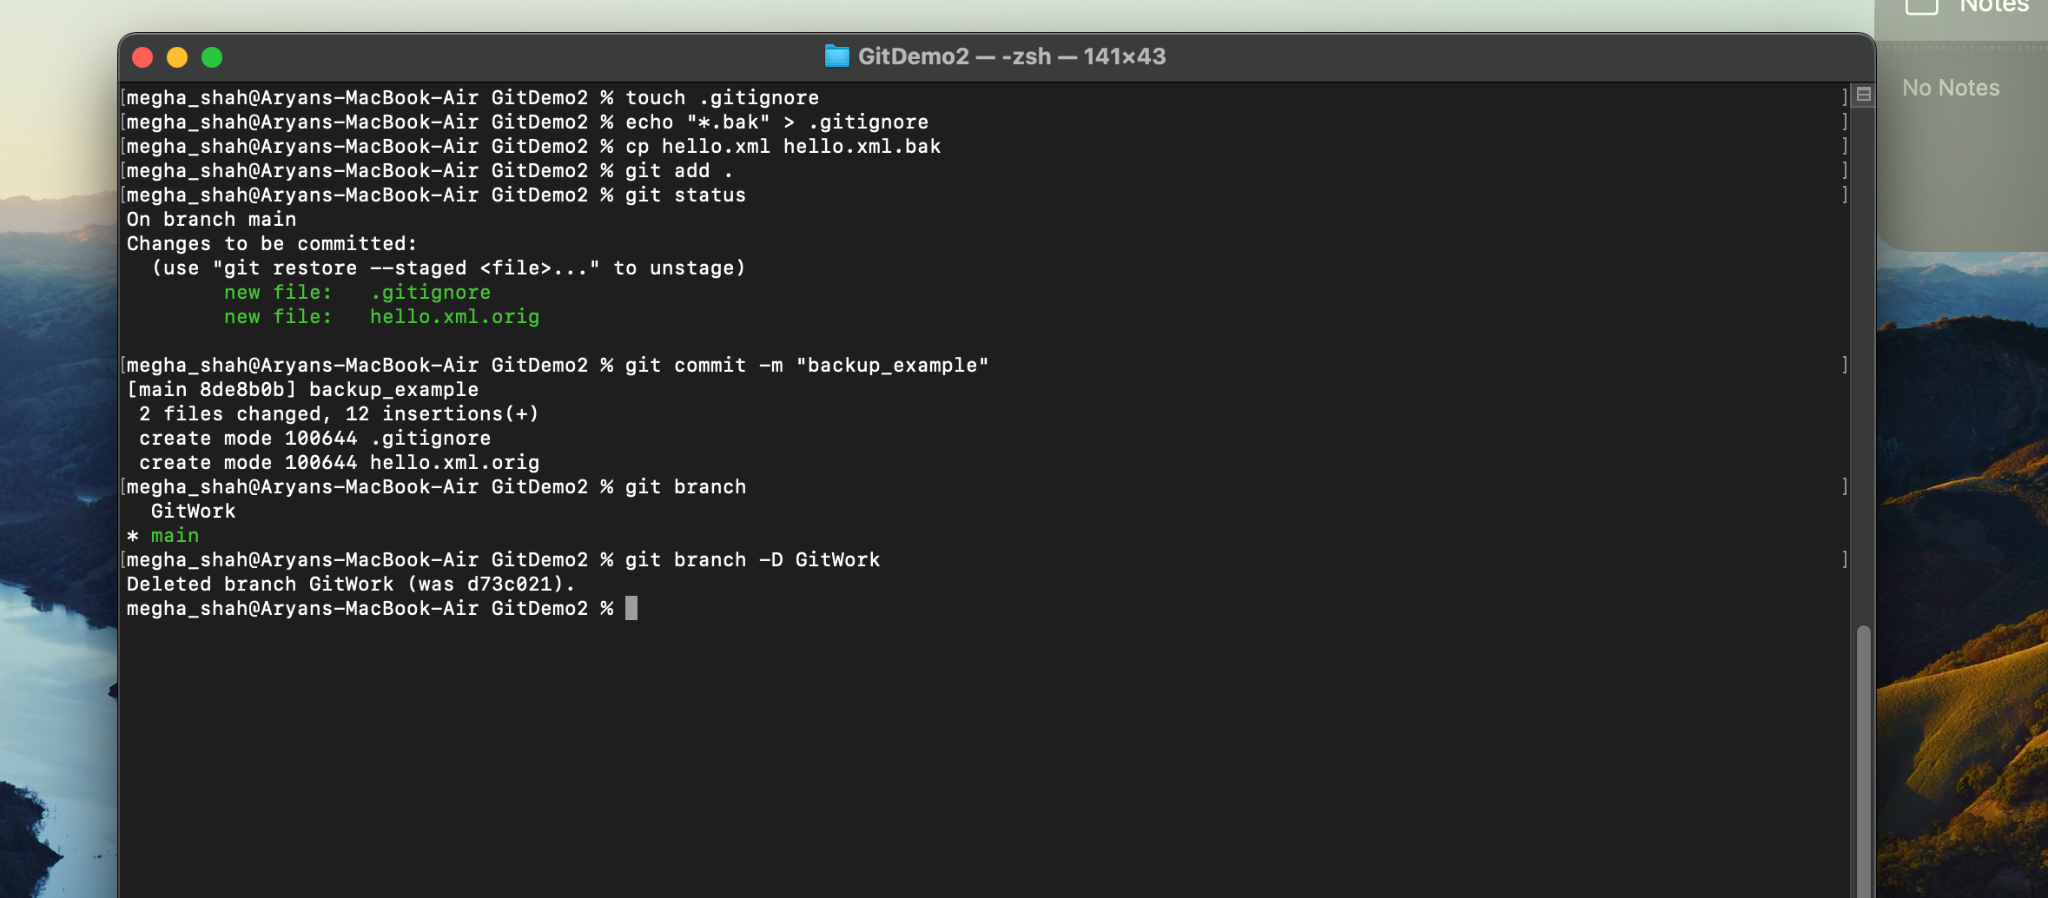 Notes
GitDemo2 — -zsh — 141×43
No Notes
[megha_shah@Aryans-MacBook-Air GitDemo2 % touch .gitignore ]
[megha_shah@Aryans-MacBook-Air GitDemo2 % echo "*.bak" > .gitignore ]
[megha_shah@Aryans-MacBook-Air GitDemo2 % cp hello.xml hello.xml.bak ]
[megha_shah@Aryans-MacBook-Air GitDemo2 % git add . ]
[megha_shah@Aryans-MacBook-Air GitDemo2 % git status ]
On branch main
Changes to be committed:
  (use "git restore --staged <file>..." to unstage)
        new file:   .gitignore
        new file:   hello.xml.orig
[megha_shah@Aryans-MacBook-Air GitDemo2 % git commit -m "backup_example" ]
[main 8de8b0b] backup_example
 2 files changed, 12 insertions(+)
 create mode 100644 .gitignore
 create mode 100644 hello.xml.orig
[megha_shah@Aryans-MacBook-Air GitDemo2 % git branch ]
  GitWork
* main
[megha_shah@Aryans-MacBook-Air GitDemo2 % git branch -D GitWork ]
Deleted branch GitWork (was d73c021).
megha_shah@Aryans-MacBook-Air GitDemo2 %